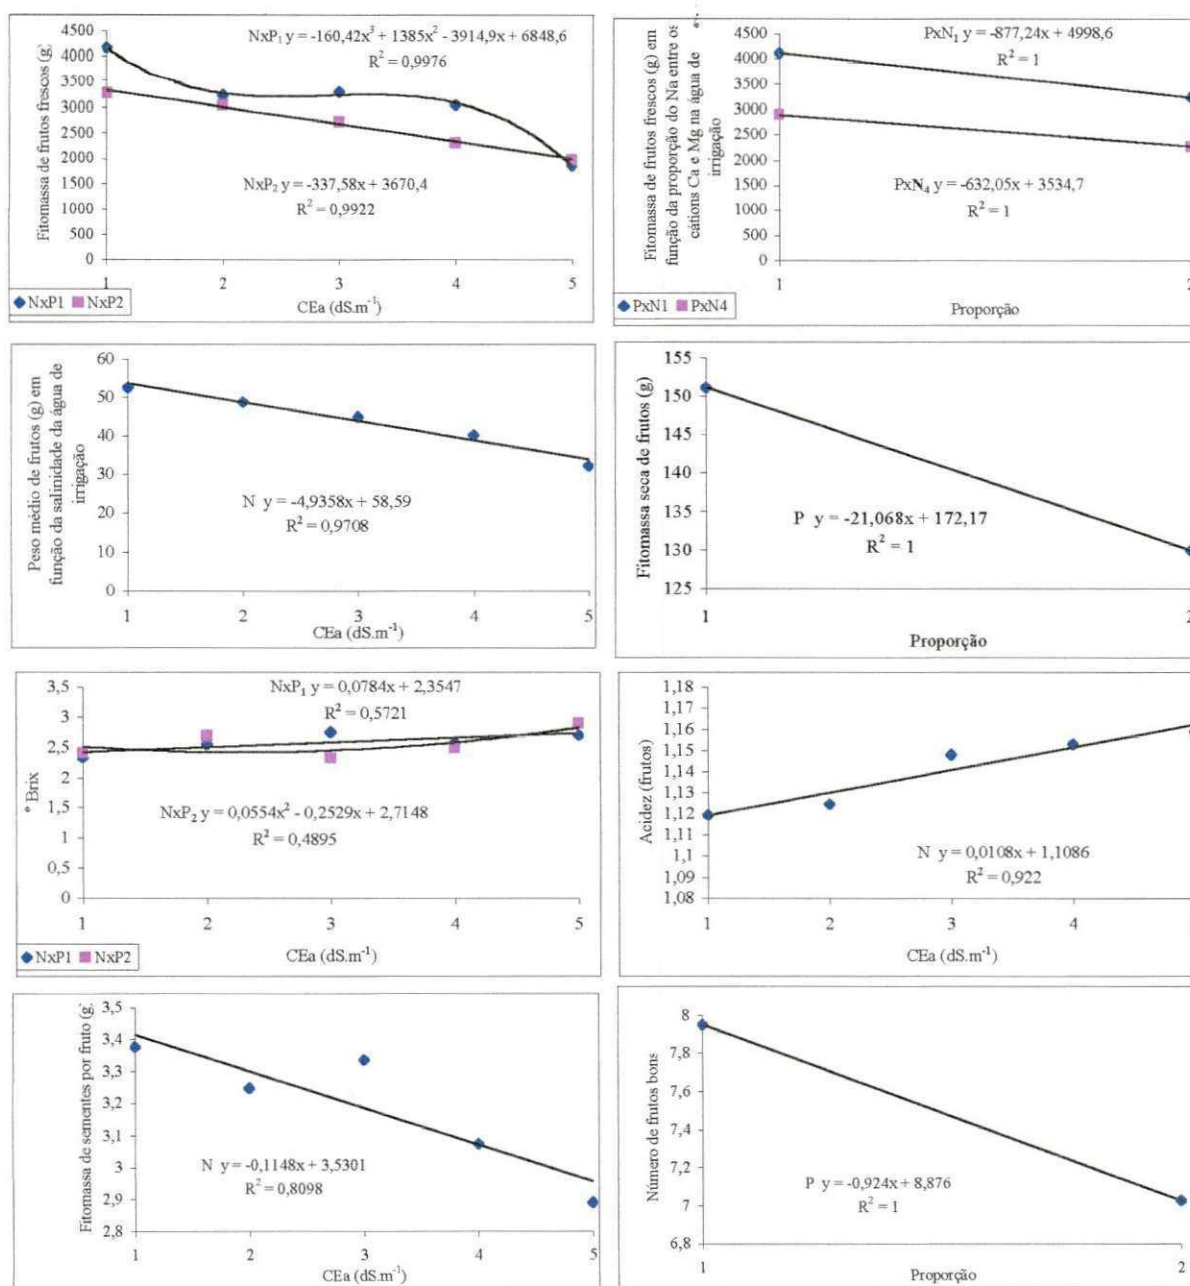 NxP₁ y = -160,42x³ + 1385x² - 3914,9x + 6848,6
R² = 0,9976
Fitomassa de frutos frescos (g)
4500
4000
3500
3000
2500
2000
1500
1000
500
0
NxP₂ y = -337,58x + 3670,4
R² = 0,9922
1 2 3 4 5
CEa (dS.m⁻¹)
NxP1 NxP2
PxN₁ y = -877,24x + 4998,6
R² = 1
Fitomassa de frutos frescos (g) em
função da proporção do Na entre os
cátions Ca e Mg na água de
irrigação
4500
4000
3500
3000
2500
2000
1500
1000
500
0
PxN₄ y = -632,05x + 3534,7
R² = 1
1 2
Proporção
PxN1 PxN4
Peso médio de frutos (g) em
função da salinidade da água de
irrigação
60
50
40
30
20
10
0
N y = -4,9358x + 58,59
R² = 0,9708
1 2 3 4 5
CEa (dS.m⁻¹)
Fitomassa seca de frutos (g)
155
150
145
140
135
130
125
P y = -21,068x + 172,17
R² = 1
1 2
Proporção
NxP₁ y = 0,0784x + 2,3547
R² = 0,5721
° Brix
3,5
3
2,5
2
1,5
1
0,5
0
NxP₂ y = 0,0554x² - 0,2529x + 2,7148
R² = 0,4895
1 2 3 4 5
CEa (dS.m⁻¹)
NxP1 NxP2
Acidez (frutos)
1,18
1,17
1,16
1,15
1,14
1,13
1,12
1,11
1,1
1,09
1,08
N y = 0,0108x + 1,1086
R² = 0,922
1 2 3 4
CEa (dS.m⁻¹)
Fitomassa de sementes por fruto (g)
3,5
3,4
3,3
3,2
3,1
3
2,9
2,8
N y = -0,1148x + 3,5301
R² = 0,8098
1 2 3 4 5
CEa (dS.m⁻¹)
Número de frutos bons
8
7,8
7,6
7,4
7,2
7
6,8
P y = -0,924x + 8,876
R² = 1
1 2
Proporção